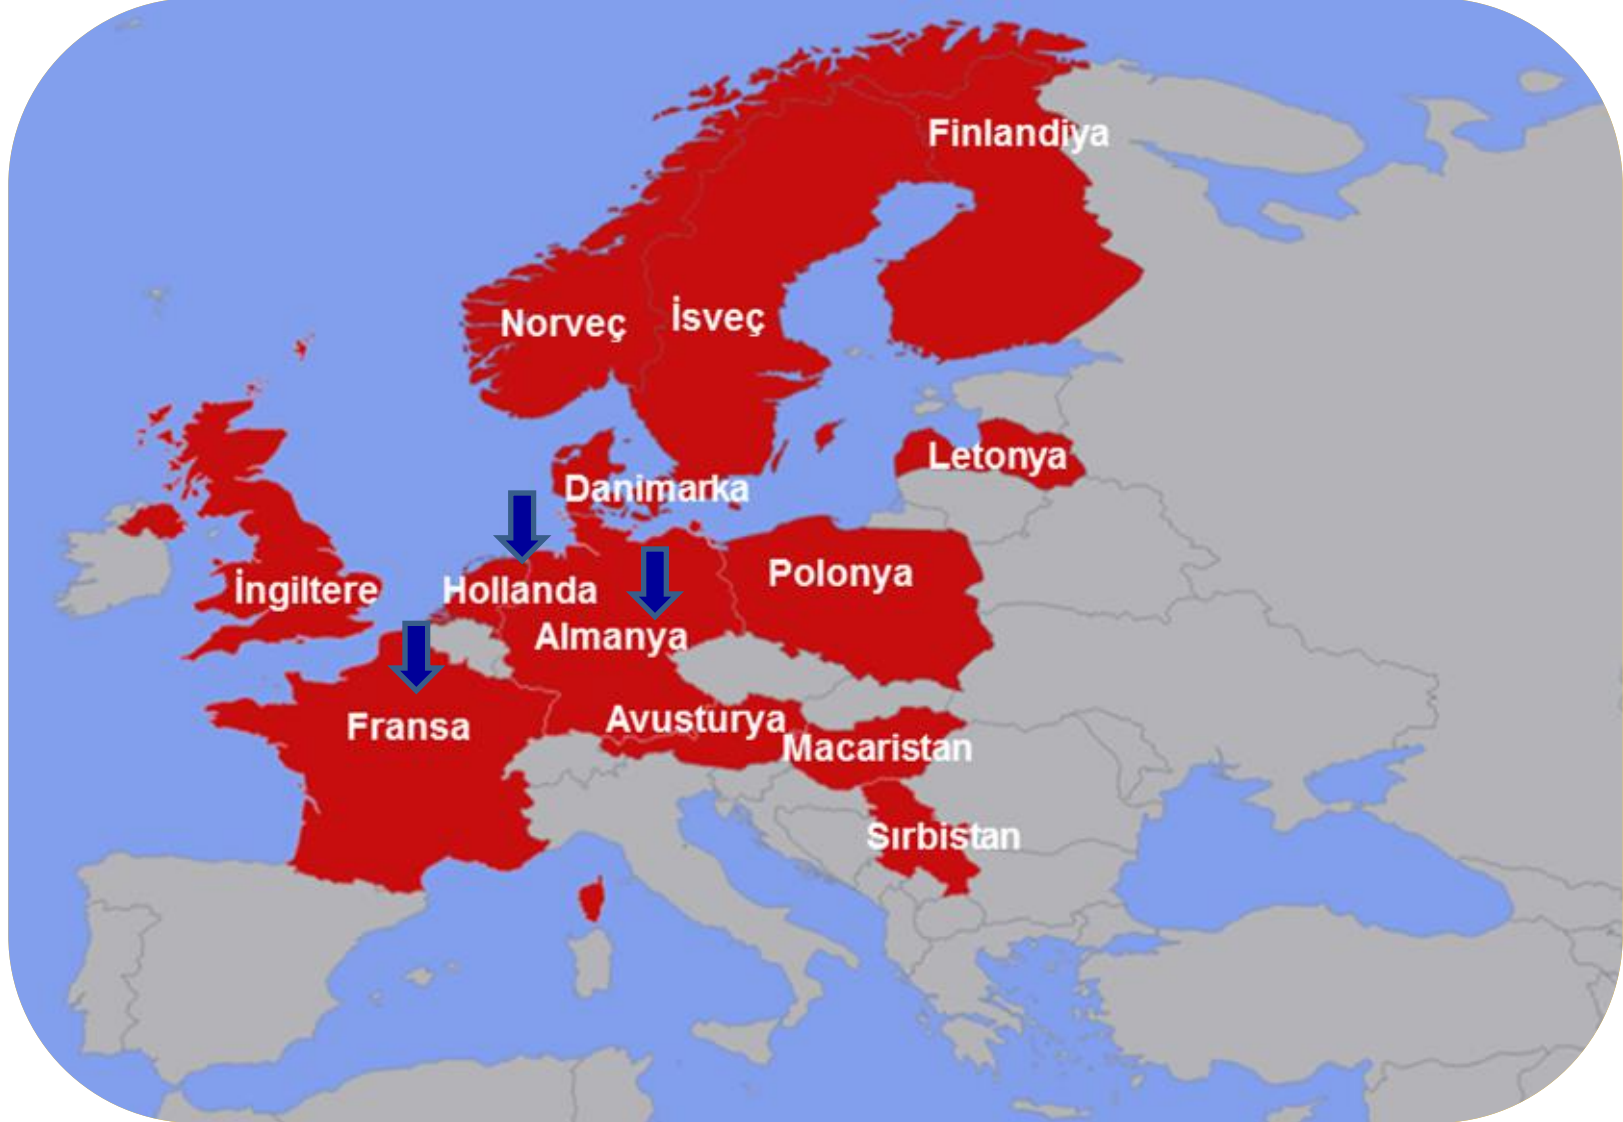 Finlandiya
Norveç
İsveç
Letonya
Danimarka
Polonya
İngiltere
Hollanda
Almanya
Avusturya
Fransa
Macaristan
Sırbistan